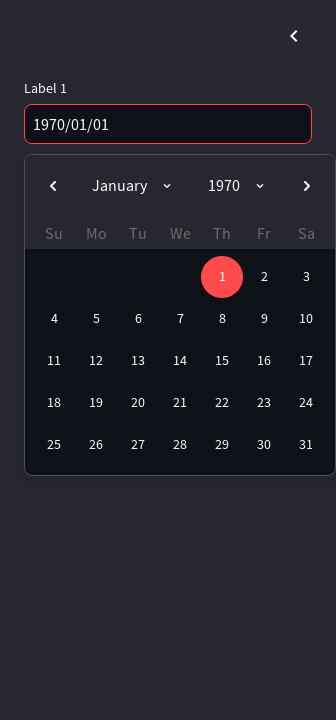 Label 1
1970/01/01
January 1970
Su Mo Tu We Th Fr Sa
1 2 3
4 5 6 7 8 9 10
11 12 13 14 15 16 17
18 19 20 21 22 23 24
25 26 27 28 29 30 31